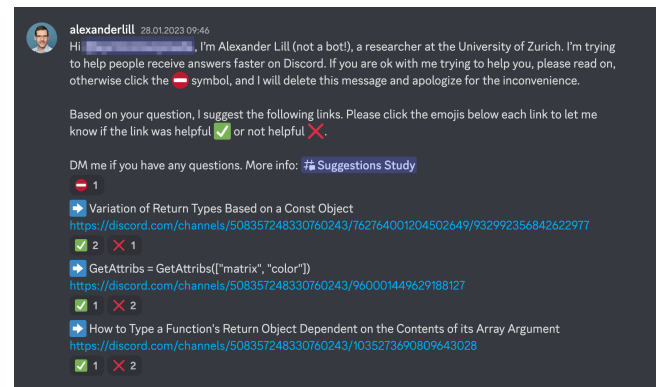 alexanderlill 28.01.2023 09:46
Hi , I'm Alexander Lill (not a bot!), a researcher at the University of Zurich. I'm trying
to help people receive answers faster on Discord. If you are ok with me trying to help you, please read on,
otherwise click the ⛔ symbol, and I will delete this message and apologize for the inconvenience.
Based on your question, I suggest the following links. Please click the emojis below each link to let me
know if the link was helpful ✅ or not helpful ❌.
DM me if you have any questions. More info: Suggestions Study
⛔ 1
➡️ Variation of Return Types Based on a Const Object
https://discord.com/channels/508357248330760243/762764001204502649/932992356842622977
✅ 2 ❌ 1
➡️ GetAttribs = GetAttribs(["matrix", "color"])
https://discord.com/channels/508357248330760243/960001449629188127
✅ 1 ❌ 2
➡️ How to Type a Function's Return Object Dependent on the Contents of its Array Argument
https://discord.com/channels/508357248330760243/1035273690809643028
✅ 1 ❌ 2